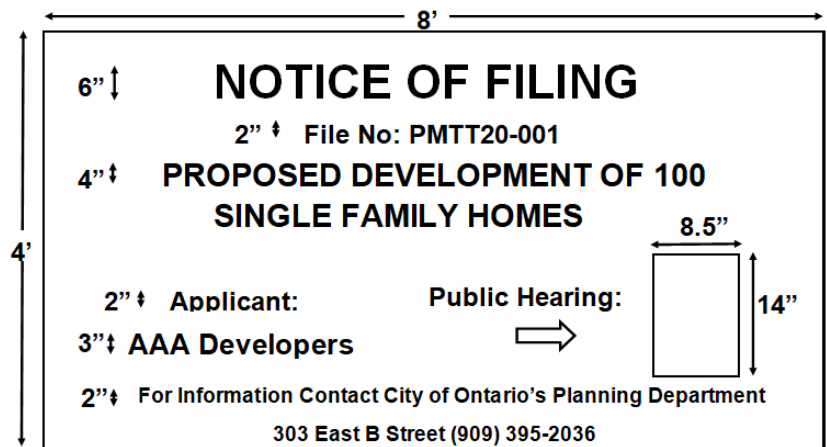 8’
6” NOTICE OF FILING
2” File No: PMTT20-001
4” PROPOSED DEVELOPMENT OF 100
SINGLE FAMILY HOMES
8.5”
4'
2” Applicant:
Public Hearing:
14”
3” AAA Developers
2” For Information Contact City of Ontario’s Planning Department
303 East B Street (909) 395-2036